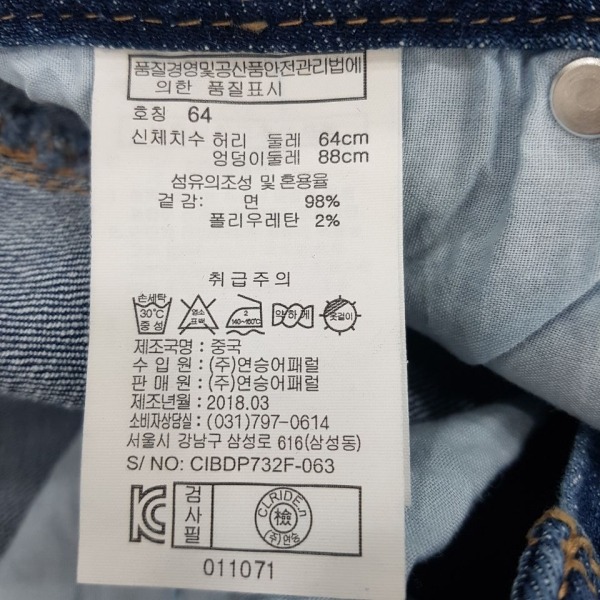 품질경영및공산품안전관리법에
의한 품질표시
호칭 64
신체치수 허리 둘레 64cm
엉덩이둘레 88cm
섬유의조성 및 혼용율
겉감: 면 98%
폴리우레탄 2%
취급주의
손세탁 30℃ 중성
염소 표백
2 140~160℃
약하게
옷걸이
제조국명: 중국
수 입 원: (주)연승어패럴
판 매 원: (주)연승어패럴
제조년월: 2018.03
소비자상담실: (031)797-0614
서울시 강남구 삼성로 616(삼성동)
S/ NO: CIBDP732F-063
검사필
CLRIDE.n
檢
(주)연승
011071